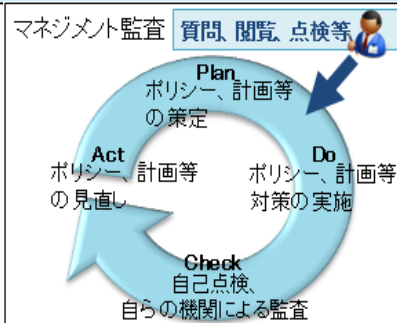 マネジメント監査
質問、閲覧、点検等
Plan
ポリシー、計画等
の策定
Act
ポリシー、計画等
の見直し
Do
ポリシー、計画等
対策の実施
Check
自己点検、
自らの機関による監査